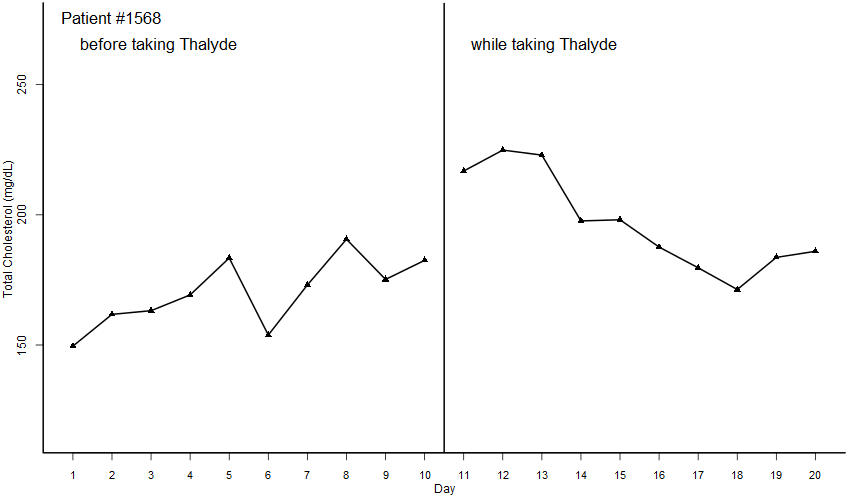 Patient #1568
before taking Thalyde
while taking Thalyde
Total Cholesterol (mg/dL)
250
200
150
1 2 3 4 5 6 7 8 9 10 11 12 13 14 15 16 17 18 19 20
Day